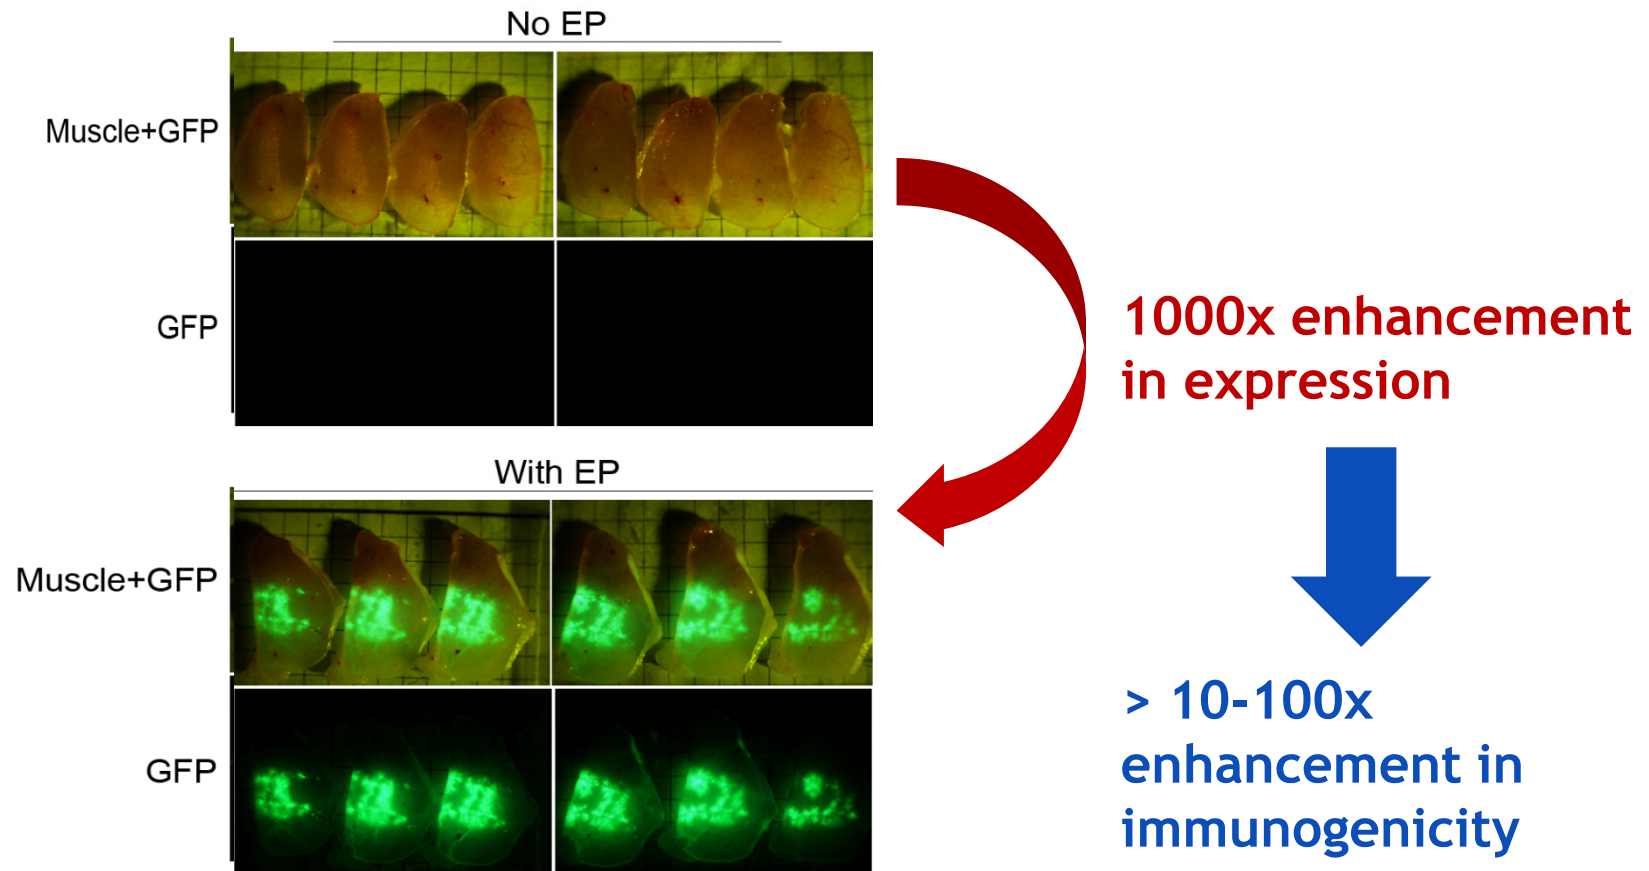 No EP
Muscle+GFP
GFP
With EP
Muscle+GFP
GFP
1000x enhancement
in expression
> 10-100x
enhancement in
immunogenicity